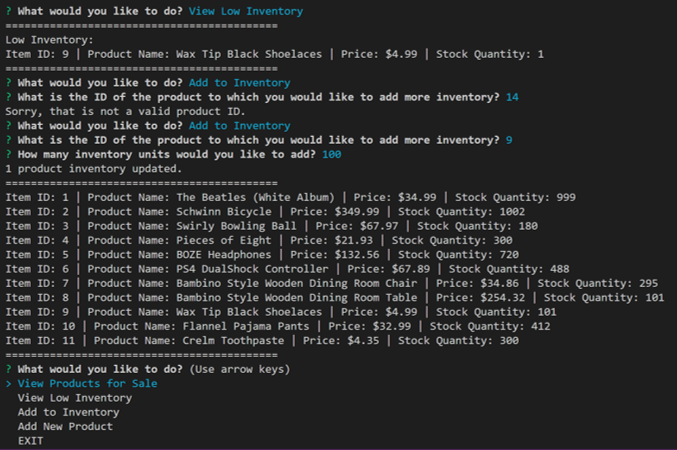 ? What would you like to do? View Low Inventory
==========================================
Low Inventory:
Item ID: 9 | Product Name: Wax Tip Black Shoelaces | Price: $4.99 | Stock Quantity: 1
==========================================
? What would you like to do? Add to Inventory
? What is the ID of the product to which you would like to add more inventory? 14
Sorry, that is not a valid product ID.
? What would you like to do? Add to Inventory
? What is the ID of the product to which you would like to add more inventory? 9
? How many inventory units would you like to add? 100
1 product inventory updated.
==========================================
Item ID: 1 | Product Name: The Beatles (White Album) | Price: $34.99 | Stock Quantity: 999
Item ID: 2 | Product Name: Schwinn Bicycle | Price: $349.99 | Stock Quantity: 1002
Item ID: 3 | Product Name: Swirly Bowling Ball | Price: $67.97 | Stock Quantity: 180
Item ID: 4 | Product Name: Pieces of Eight | Price: $21.93 | Stock Quantity: 300
Item ID: 5 | Product Name: BOZE Headphones | Price: $132.56 | Stock Quantity: 720
Item ID: 6 | Product Name: PS4 DualShock Controller | Price: $67.89 | Stock Quantity: 488
Item ID: 7 | Product Name: Bambino Style Wooden Dining Room Chair | Price: $34.86 | Stock Quantity: 295
Item ID: 8 | Product Name: Bambino Style Wooden Dining Room Table | Price: $254.32 | Stock Quantity: 101
Item ID: 9 | Product Name: Wax Tip Black Shoelaces | Price: $4.99 | Stock Quantity: 101
Item ID: 10 | Product Name: Flannel Pajama Pants | Price: $32.99 | Stock Quantity: 412
Item ID: 11 | Product Name: Crelm Toothpaste | Price: $4.35 | Stock Quantity: 300
==========================================
? What would you like to do? (Use arrow keys)
> View Products for Sale
View Low Inventory
Add to Inventory
Add New Product
EXIT